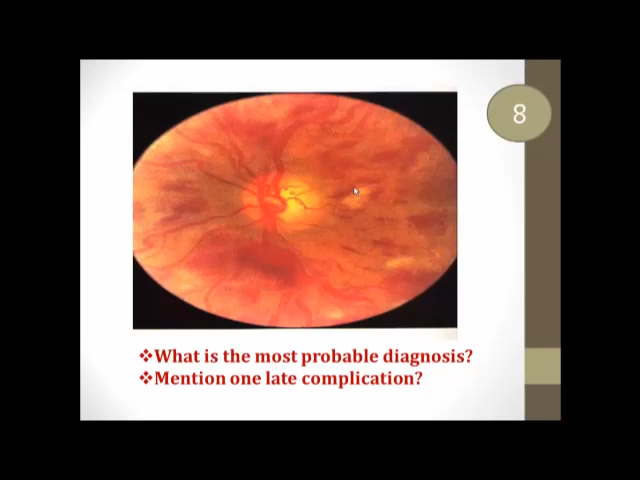 8
❖What is the most probable diagnosis?
❖Mention one late complication?